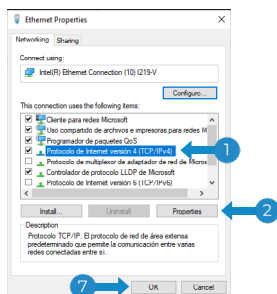 Ethernet Properties
Networking Sharing
Connect using:
Intel(R) Ethernet Connection (10) I219-V
Configure...
This connection uses the following items:
Cliente para redes Microsoft
Uso compartido de archivos e impresoras para redes M
Programador de paquetes QoS
Protocolo de Internet versión 4 (TCP/IPv4)
1
Protocolo de multiplexor de adaptador de red de Micros
Controlador de protocolo LLDP de Microsoft
Protocolo de Internet versión 6 (TCP/IPv6)
Install... Uninstall Properties
2
Description
Protocolo TCP/IP. El protocolo de red de área extensa
predeterminado que permite la comunicación entre varias
redes conectadas entre sí.
7
OK Cancel